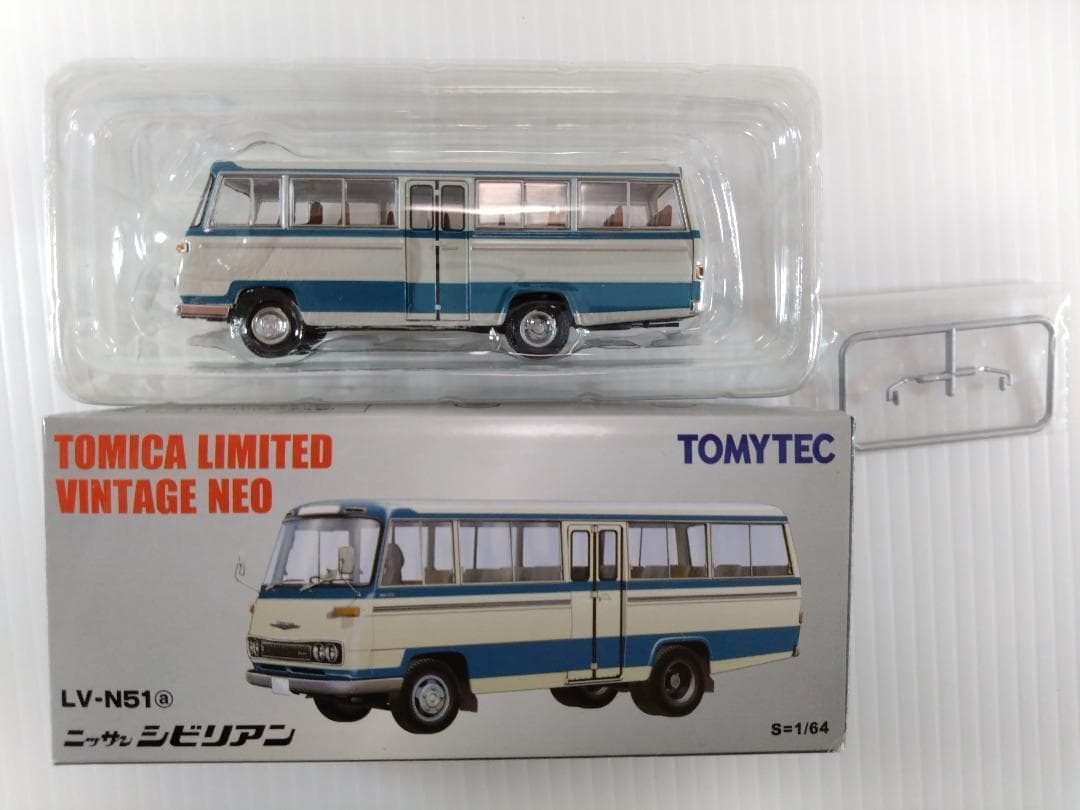 TOMICA LIMITED
VINTAGE NEO
TOMYTEC
LV-N51ⓐ
ニッサン シビリアン
S=1/64